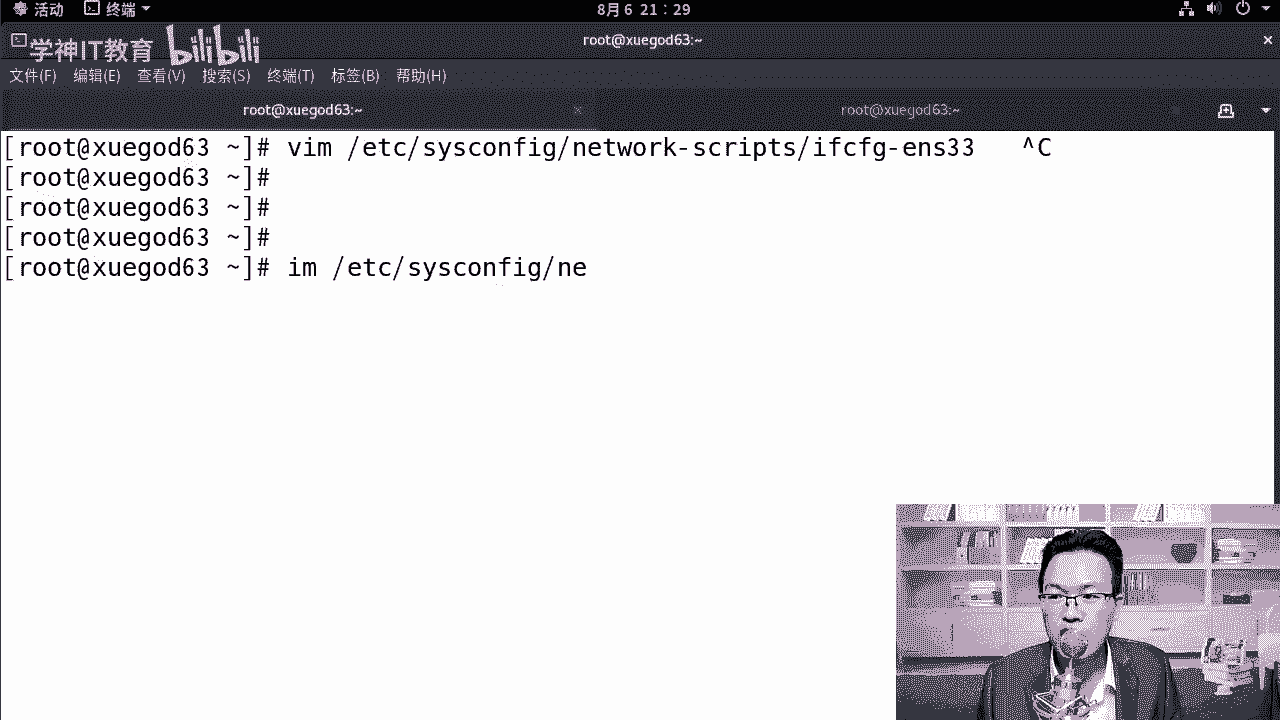 活动 终端 8月6 21：29
学神IT教育 bilibili root@xuegod63:~
文件(F) 编辑(E) 查看(V) 搜索(S) 终端(T) 标签(B) 帮助(H)
root@xuegod63:~ root@xuegod63:~
[root@xuegod63 ~]# vim /etc/sysconfig/network-scripts/ifcfg-ens33 ^C
[root@xuegod63 ~]#
[root@xuegod63 ~]#
[root@xuegod63 ~]#
[root@xuegod63 ~]# im /etc/sysconfig/ne